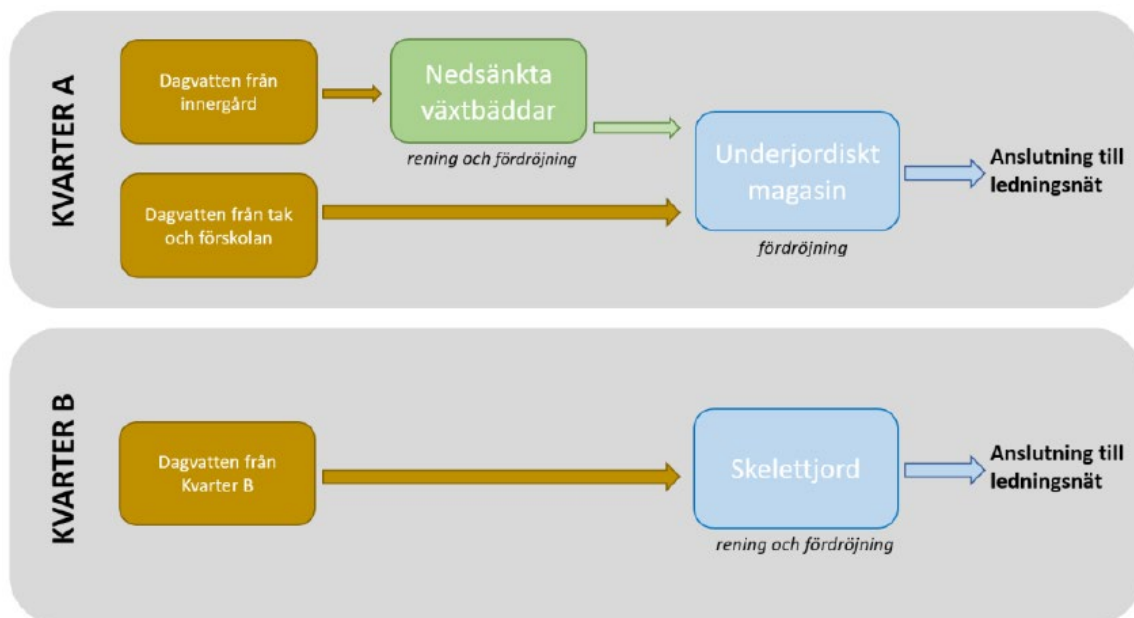 KVARTER A
Dagvatten från
innergård
Nedsänkta
växtbäddar
rening och fördröjning
Dagvatten från tak
och förskolan
Underjordiskt
magasin
fördröjning
Anslutning till
ledningsnät
KVARTER B
Dagvatten från
Kvarter B
Skelettjord
rening och fördröjning
Anslutning till
ledningsnät